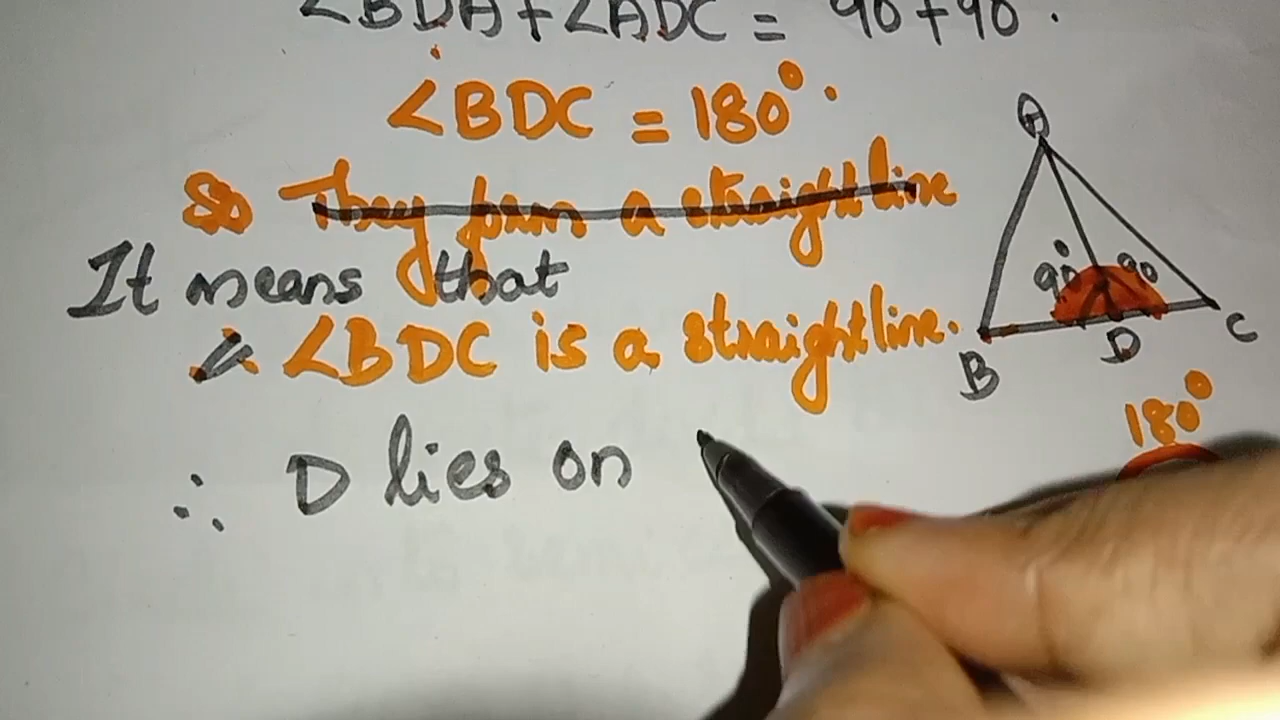 ∠BDA + ∠ADC = 90 + 90.
∠BDC = 180°.
So They form a straight line
It means that
∠BDC is a straight line.
∴ D lies on
A
90°
90
B
D
C
180°